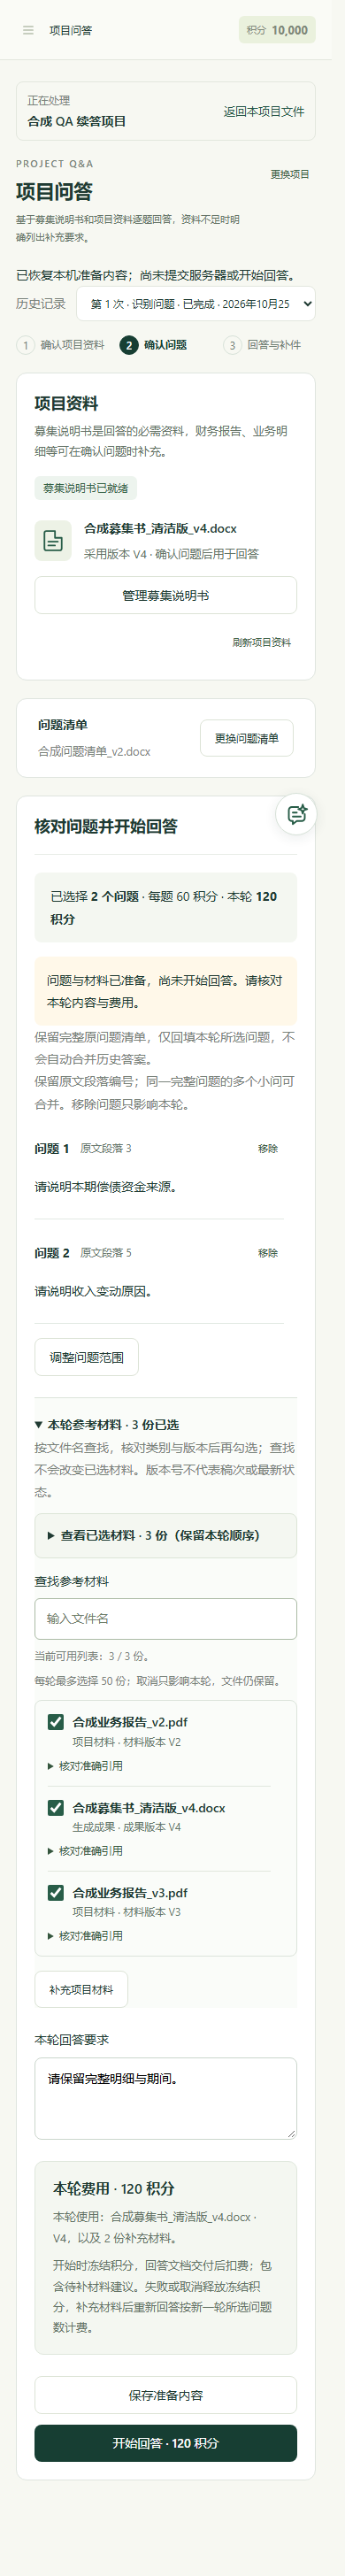 项目问答
积分 10,000
正在处理
合成 QA 续答项目
返回本项目文件
PROJECT Q&A
项目问答
更换项目
基于募集说明书和项目资料逐题回答，资料不足时明
确列出补充要求。
已恢复本机准备内容；尚未提交服务器或开始回答。
历史记录
第 1 次 · 识别问题 · 已完成 · 2026年10月25
1 确认项目资料
2 确认问题
3 回答与补件
项目资料
募集说明书是回答的必需资料，财务报告、业务明
细等可在确认问题时补充。
募集说明书已就绪
合成募集书_清洁版_v4.docx
采用版本 V4 · 确认问题后用于回答
管理募集说明书
刷新项目资料
问题清单
合成问题清单_v2.docx
更换问题清单
核对问题并开始回答
已选择 2 个问题 · 每题 60 积分 · 本轮 120
积分
问题与材料已准备，尚未开始回答。请核对
本轮内容与费用。
保留完整原问题清单，仅回填本轮所选问题，不
会自动合并历史答案。
保留原文段落编号；同一完整问题的多个小问可
合并。移除问题只影响本轮。
问题 1 原文段落 3 移除
请说明本期偿债资金来源。
问题 2 原文段落 5 移除
请说明收入变动原因。
调整问题范围
本轮参考材料 · 3 份已选
按文件名查找，核对类别与版本后再勾选；查找
不会改变已选材料。版本号不代表稿次或最新状
态。
查看已选材料 · 3 份（保留本轮顺序）
查找参考材料
输入文件名
当前可用列表：3 / 3 份。
每轮最多选择 50 份；取消只影响本轮，文件仍保留。
合成业务报告_v2.pdf
项目材料 · 材料版本 V2
核对准确引用
合成募集书_清洁版_v4.docx
生成成果 · 成果版本 V4
核对准确引用
合成业务报告_v3.pdf
项目材料 · 材料版本 V3
核对准确引用
补充项目材料
本轮回答要求
请保留完整明细与期间。
本轮费用 · 120 积分
本轮使用：合成募集书_清洁版_v4.docx ·
V4，以及 2 份补充材料。
开始时冻结积分，回答文档交付后扣费；包
含待补材料建议。失败或取消释放冻结积
分，补充材料后重新回答按新一轮所选问题
数计费。
保存准备内容
开始回答 · 120 积分